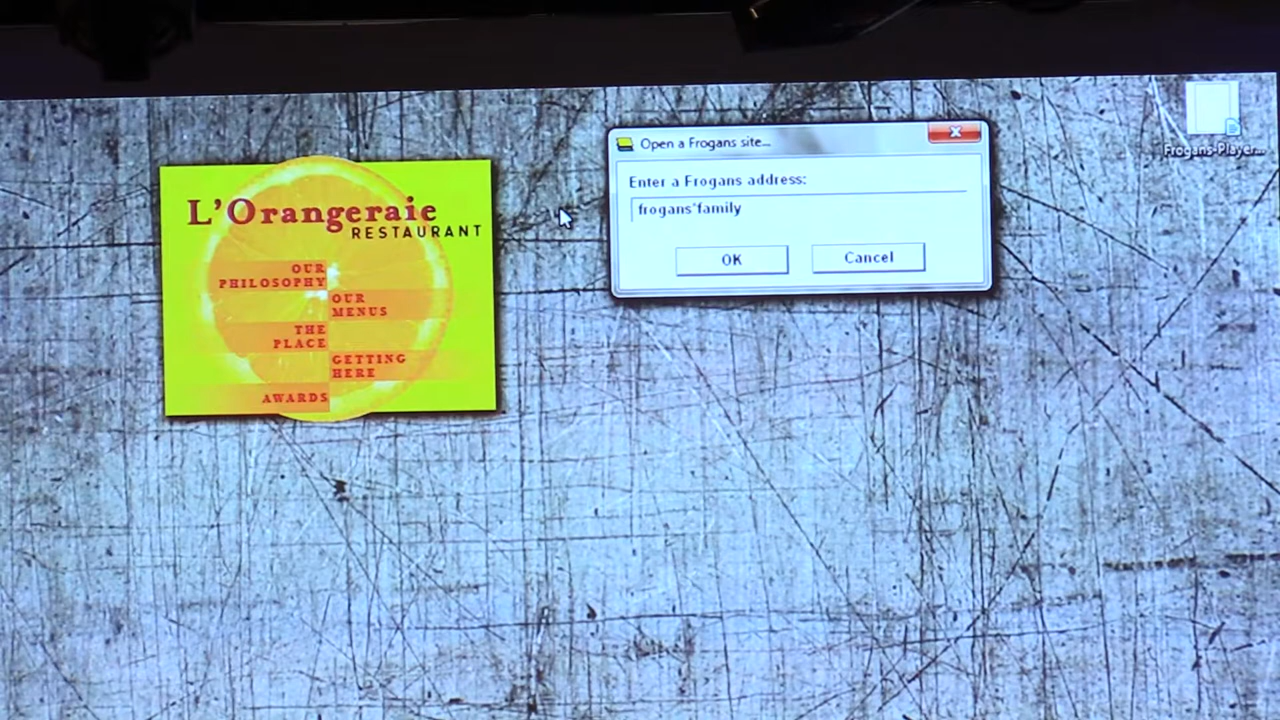 L'Orangeraie
RESTAURANT
OUR
PHILOSOPHY
OUR
MENUS
THE
PLACE
GETTING
HERE
AWARDS
Open a Frogans site...
Enter a Frogans address:
frogans*family
OK
Cancel
Frogans-Player...